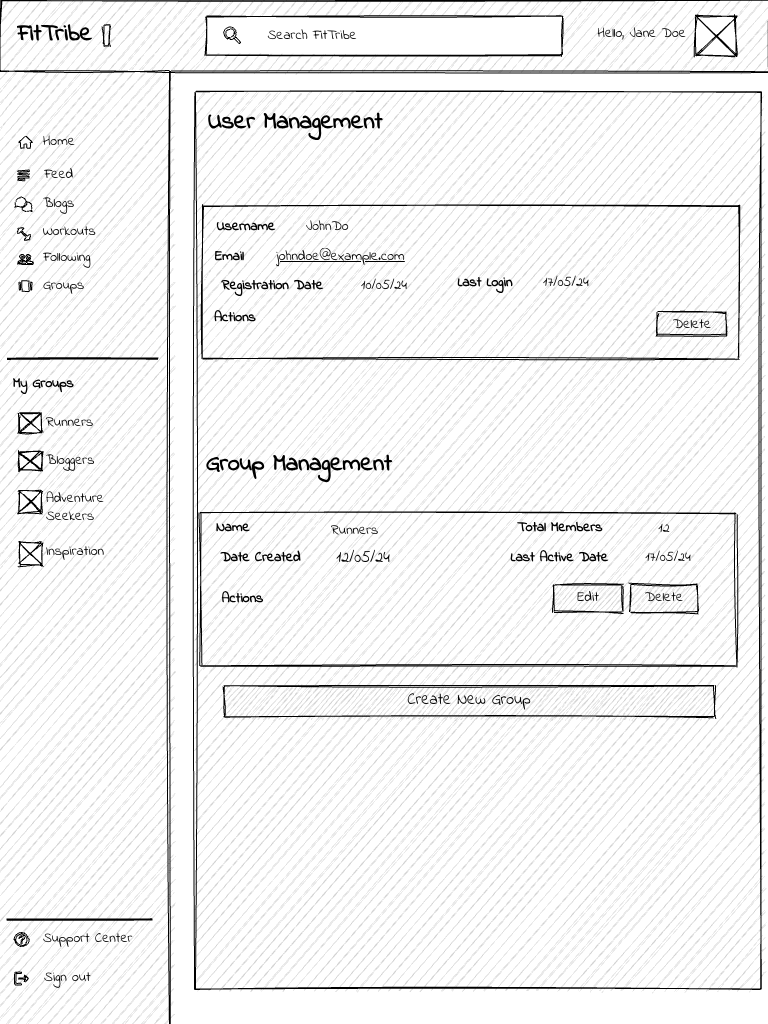 FitTribe
Search FitTribe
Hello, Jane Doe
Home
Feed
Blogs
Workouts
Following
Groups
My Groups
Runners
Bloggers
Adventure
Seekers
Inspiration
Support Center
Sign out
User Management
Username JohnDo
Email johndoe@example.com
Registration Date 10/05/24 Last Login 17/05/24
Actions Delete
Group Management
Name Runners Total Members 12
Date Created 12/05/24 Last Active Date 17/05/24
Actions Edit Delete
Create New Group